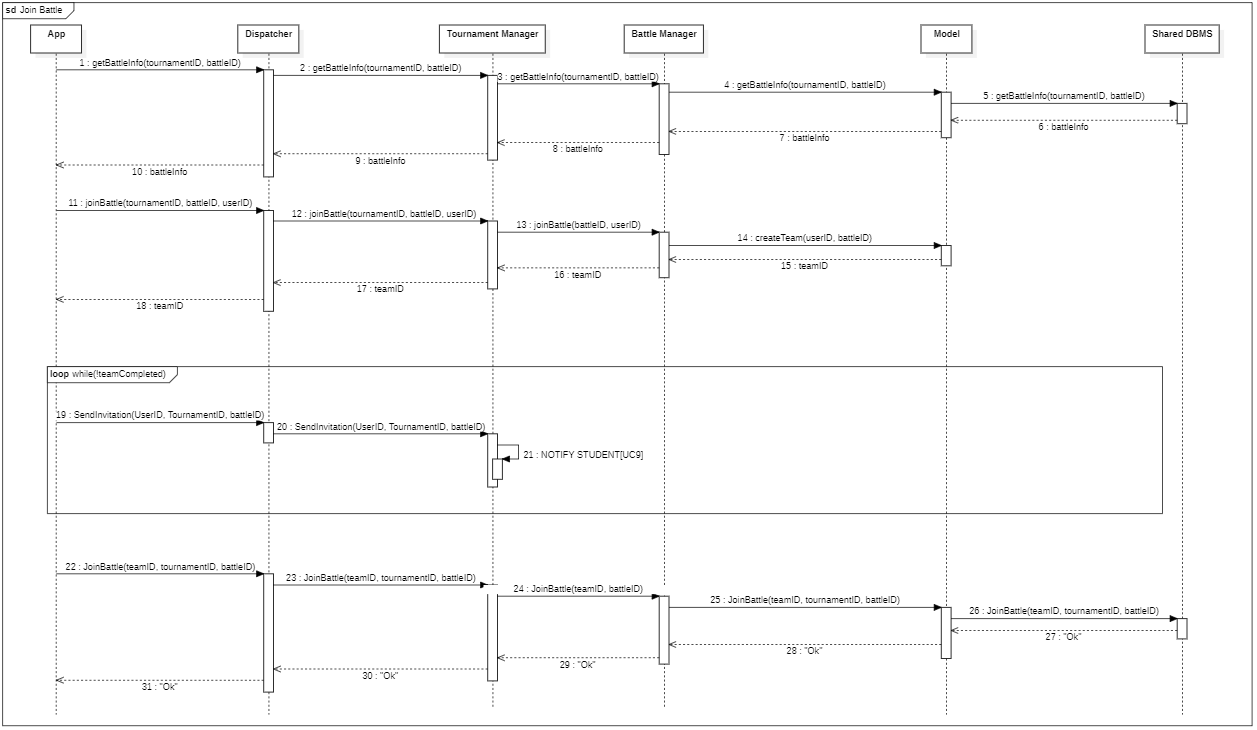 sd Join Battle
App
Dispatcher
Tournament Manager
Battle Manager
Model
Shared DBMS
1 : getBattleInfo(tournamentID, battleID)
2 : getBattleInfo(tournamentID, battleID)
3 : getBattleInfo(tournamentID, battleID)
4 : getBattleInfo(tournamentID, battleID)
5 : getBattleInfo(tournamentID, battleID)
6 : battleInfo
7 : battleInfo
8 : battleInfo
9 : battleInfo
10 : battleInfo
11 : joinBattle(tournamentID, battleID, userID)
12 : joinBattle(tournamentID, battleID, userID)
13 : joinBattle(battleID, userID)
14 : createTeam(userID, battleID)
15 : teamID
16 : teamID
17 : teamID
18 : teamID
loop while(!teamCompleted)
19 : SendInvitation(UserID, TournamentID, battleID)
20 : SendInvitation(UserID, TournamentID, battleID)
21 : NOTIFY STUDENT[UC9]
22 : JoinBattle(teamID, tournamentID, battleID)
23 : JoinBattle(teamID, tournamentID, battleID)
24 : JoinBattle(teamID, battleID)
25 : JoinBattle(teamID, tournamentID, battleID)
26 : JoinBattle(teamID, tournamentID, battleID)
27 : "Ok"
28 : "Ok"
29 : "Ok"
30 : "Ok"
31 : "Ok"